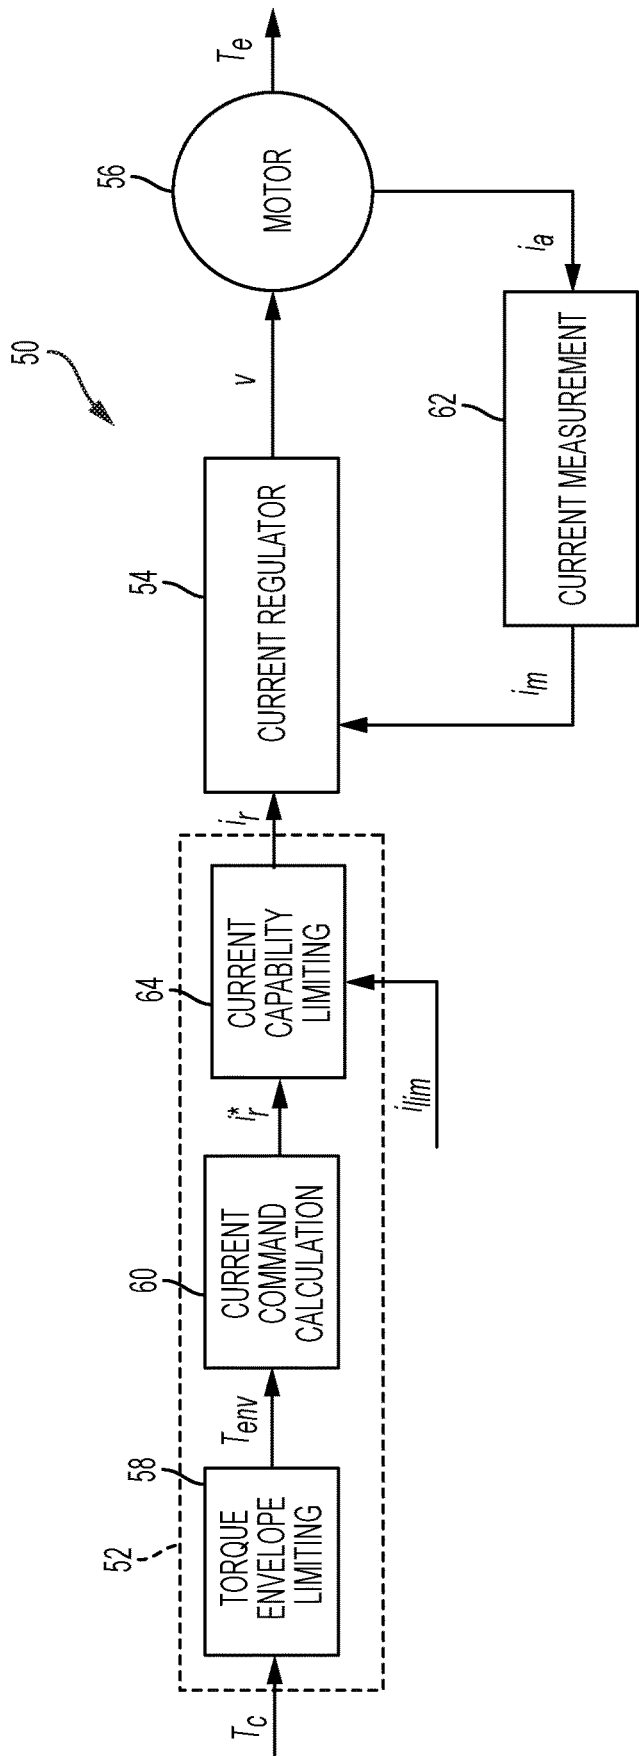 50
52
T_c
58
TORQUE
ENVELOPE
LIMITING
T_env
60
CURRENT
COMMAND
CALCULATION
i_r^*
64
CURRENT
CAPABILITY
LIMITING
i_lim
i_r
54
CURRENT REGULATOR
v
56
MOTOR
T_e
i_a
62
CURRENT MEASUREMENT
i_m